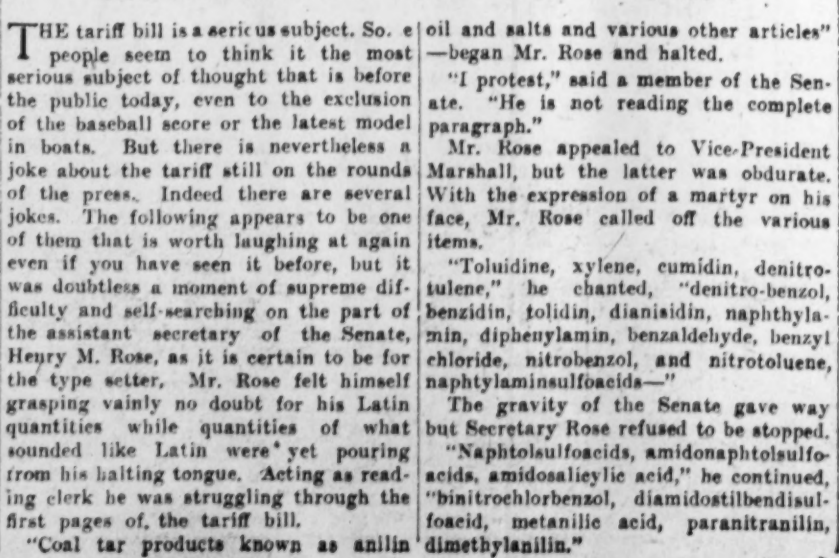 THE tariff bill is a serious subject. So. e
people seem to think it the most
serious subject of thought that is before
the public today, even to the exclusion
of the baseball score or the latest model
in boats. But there is nevertheless a
joke about the tariff still on the rounds
of the press. Indeed there are several
jokes. The following appears to be one
of them that is worth laughing at again
even if you have seen it before, but it
was doubtless a moment of supreme dif-
ficulty and self-searching on the part of
the assistant secretary of the Senate,
Henry M. Rose, as it is certain to be for
the type setter. Mr. Rose felt himself
grasping vainly no doubt for his Latin
quantities while quantities of what
sounded like Latin were yet pouring
from his halting tongue. Acting as read-
ing clerk he was struggling through the
first pages of, the tariff bill.
"Coal tar products known as anilin
oil and salts and various other articles"
—began Mr. Rose and halted.
"I protest," said a member of the Sen-
ate. "He is not reading the complete
paragraph."
Mr. Rose appealed to Vice-President
Marshall, but the latter was obdurate.
With the expression of a martyr on his
face, Mr. Rose called off the various
items.
"Toluidine, xylene, cumidin, denitro-
tulene," he chanted, "denitro-benzol,
benzidin, tolidin, dianisidin, naphthyla-
min, diphenylamin, benzaldehyde, benzyl
chloride, nitrobenzol, and nitrotoluene,
naphtylaminsulfoacids—"
The gravity of the Senate gave way
but Secretary Rose refused to be stopped.
"Naphtolsulfoacids, amidonaphtolsulfo-
acids, amidosalicylic acid," he continued,
"binitrochlorbenzol, diamidostilbendisul-
foacid, metanilic acid, paranitranilin,
dimethylanilin."